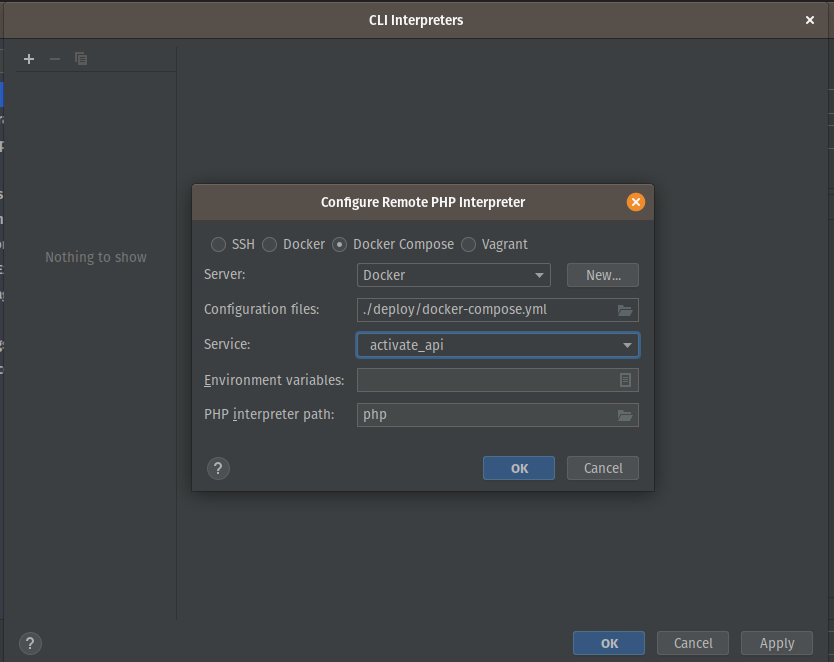 CLI Interpreters
Nothing to show
Configure Remote PHP Interpreter
SSH Docker Docker Compose Vagrant
Server: Docker New...
Configuration files: ./deploy/docker-compose.yml
Service: activate_api
Environment variables:
PHP interpreter path: php
? OK Cancel
? OK Cancel Apply